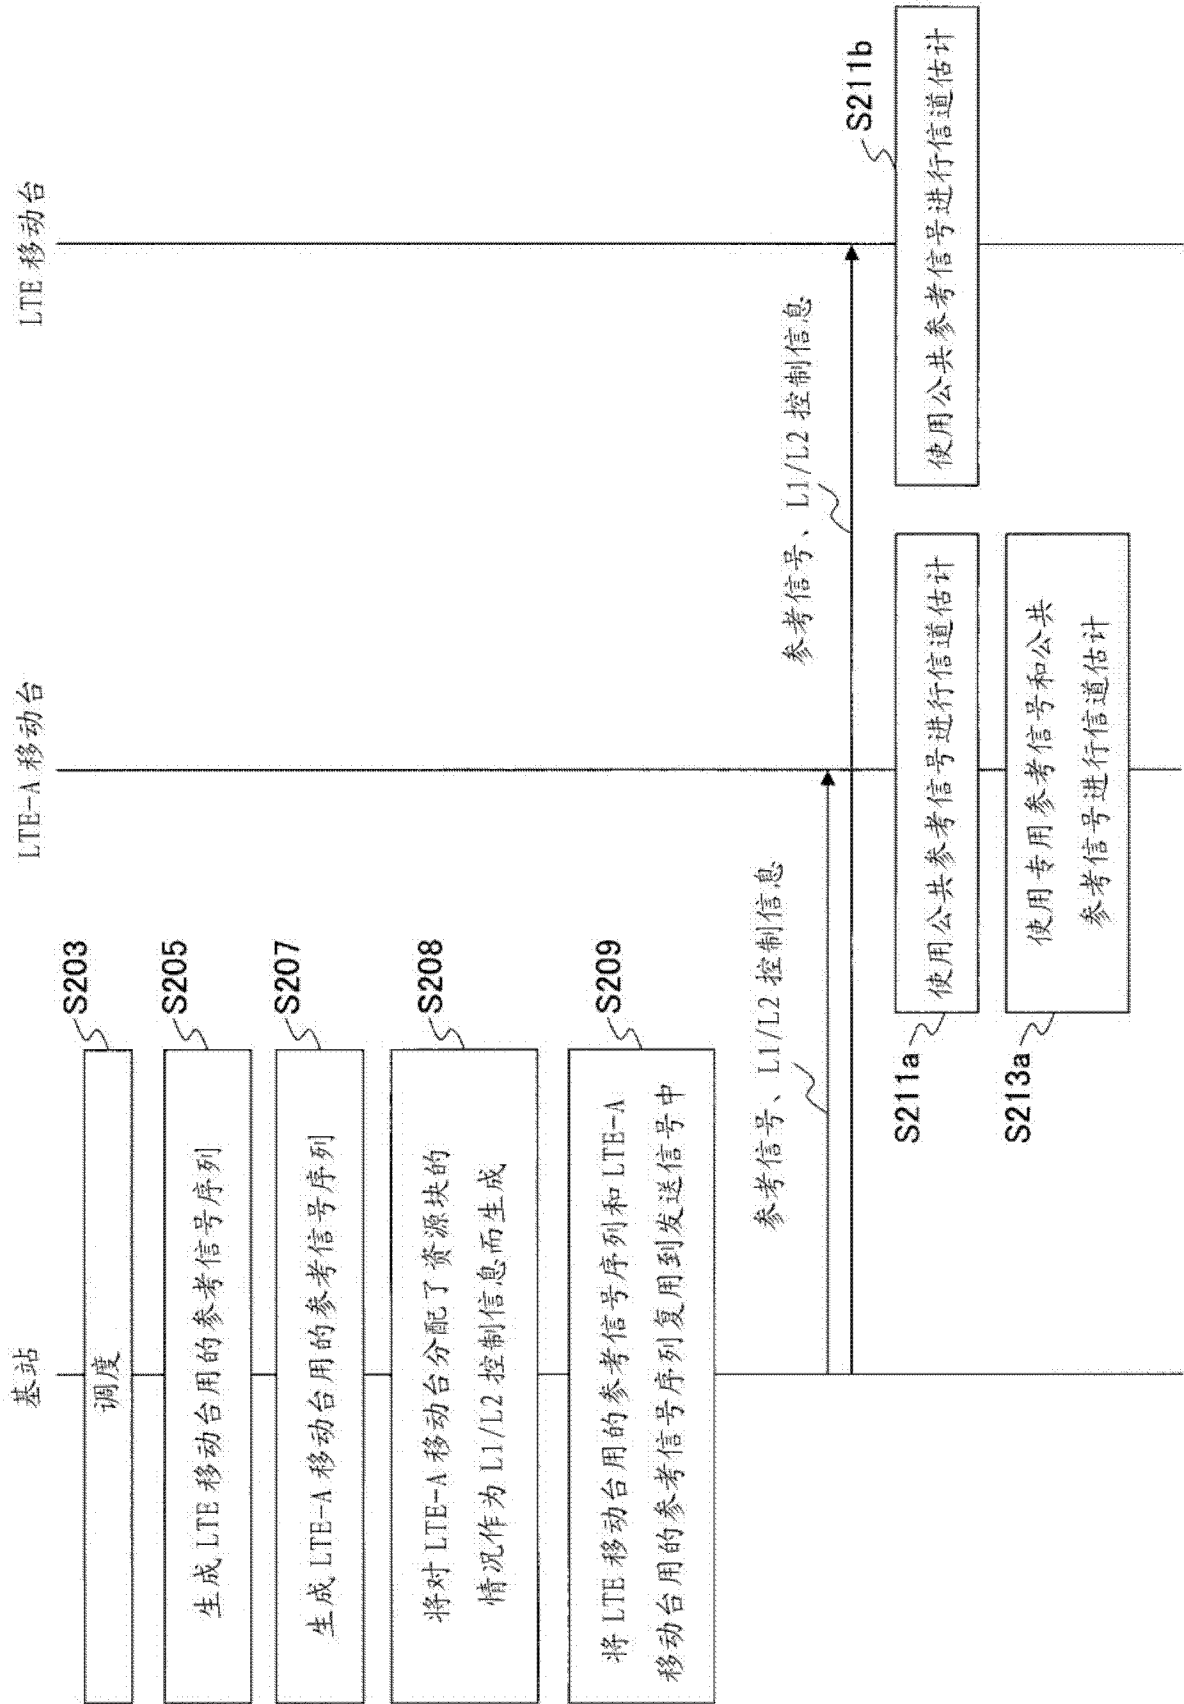 基站
LTE-A 移动台
LTE 移动台
调度
S203
生成 LTE 移动台用的参考信号序列
S205
生成 LTE-A 移动台用的参考信号序列
S207
将对 LTE-A 移动台分配了资源块的
情况作为 L1/L2 控制信息而生成
S208
将 LTE 移动台用的参考信号序列和 LTE-A
移动台用的参考信号序列复用到发送信号中
S209
参考信号、L1/L2 控制信息
参考信号、L1/L2 控制信息
S211a
使用公共参考信号进行信道估计
S211b
使用公共参考信号进行信道估计
S213a
使用专用参考信号和公共
参考信号进行信道估计